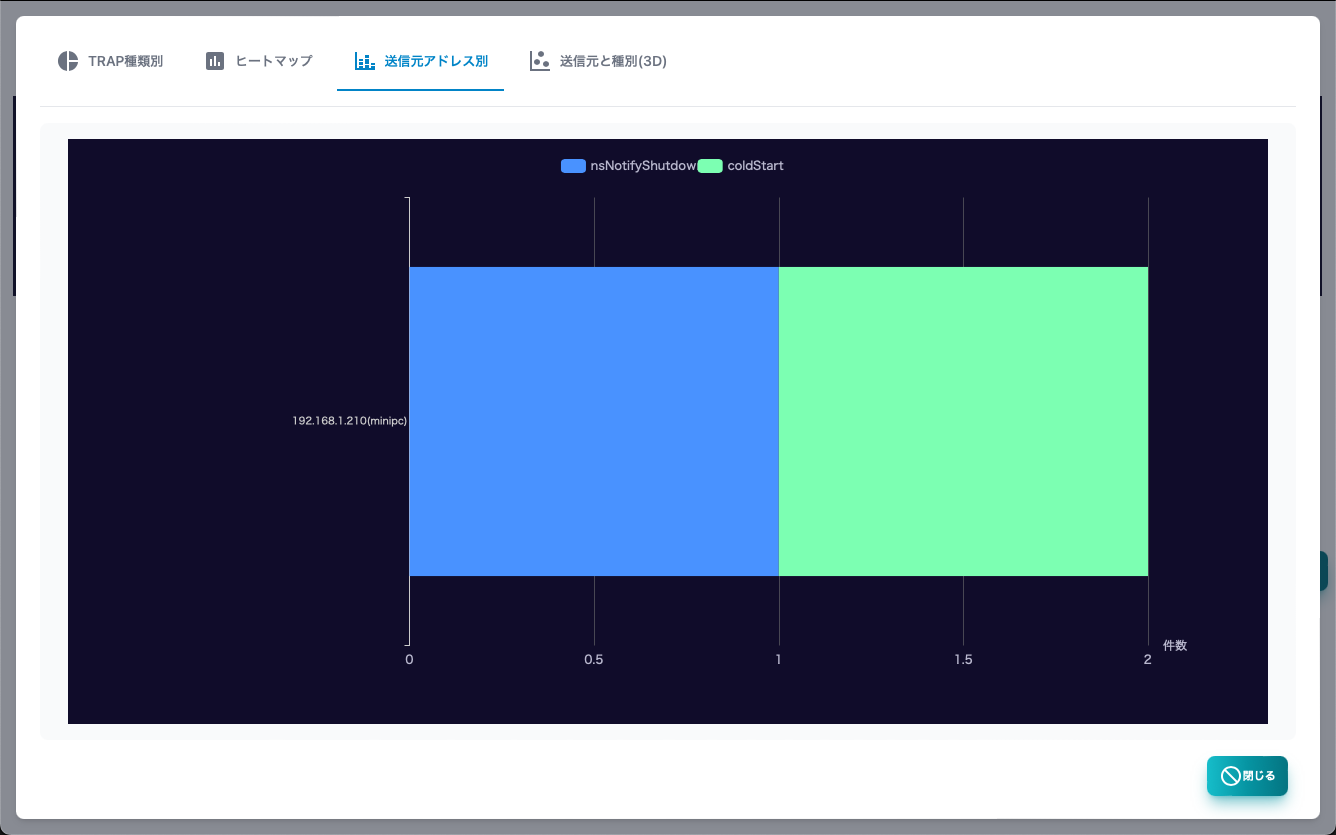 TRAP種類別 ヒートマップ 送信元アドレス別 送信元と種別(3D)
nsNotifyShutdow coldStart
192.168.1.210(minipc)
件数
0 0.5 1 1.5 2
閉じる